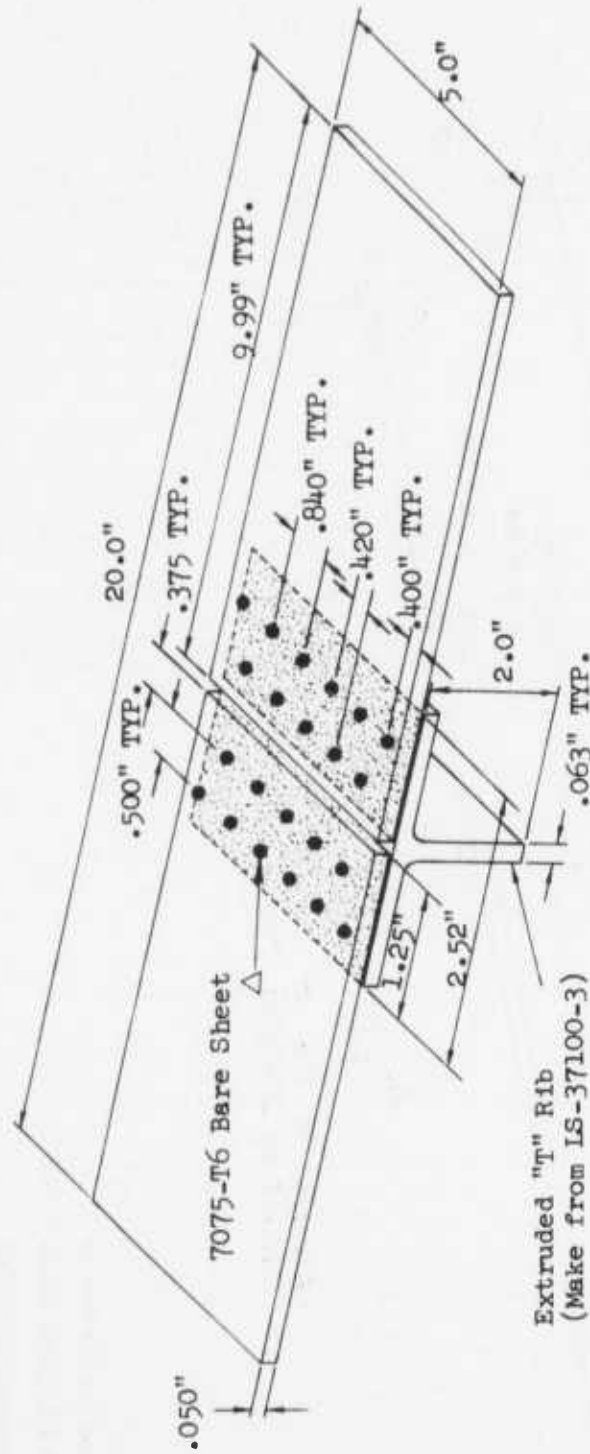 20.0"
9.99" TYP.
.375 TYP.
.500" TYP.
5.0"
.840" TYP.
.420" TYP.
.400" TYP.
.050"
7075-T6 Bare Sheet
1.25"
2.52"
2.0"
.063" TYP.
Extruded "T" Rib
(Make from LS-37100-3)